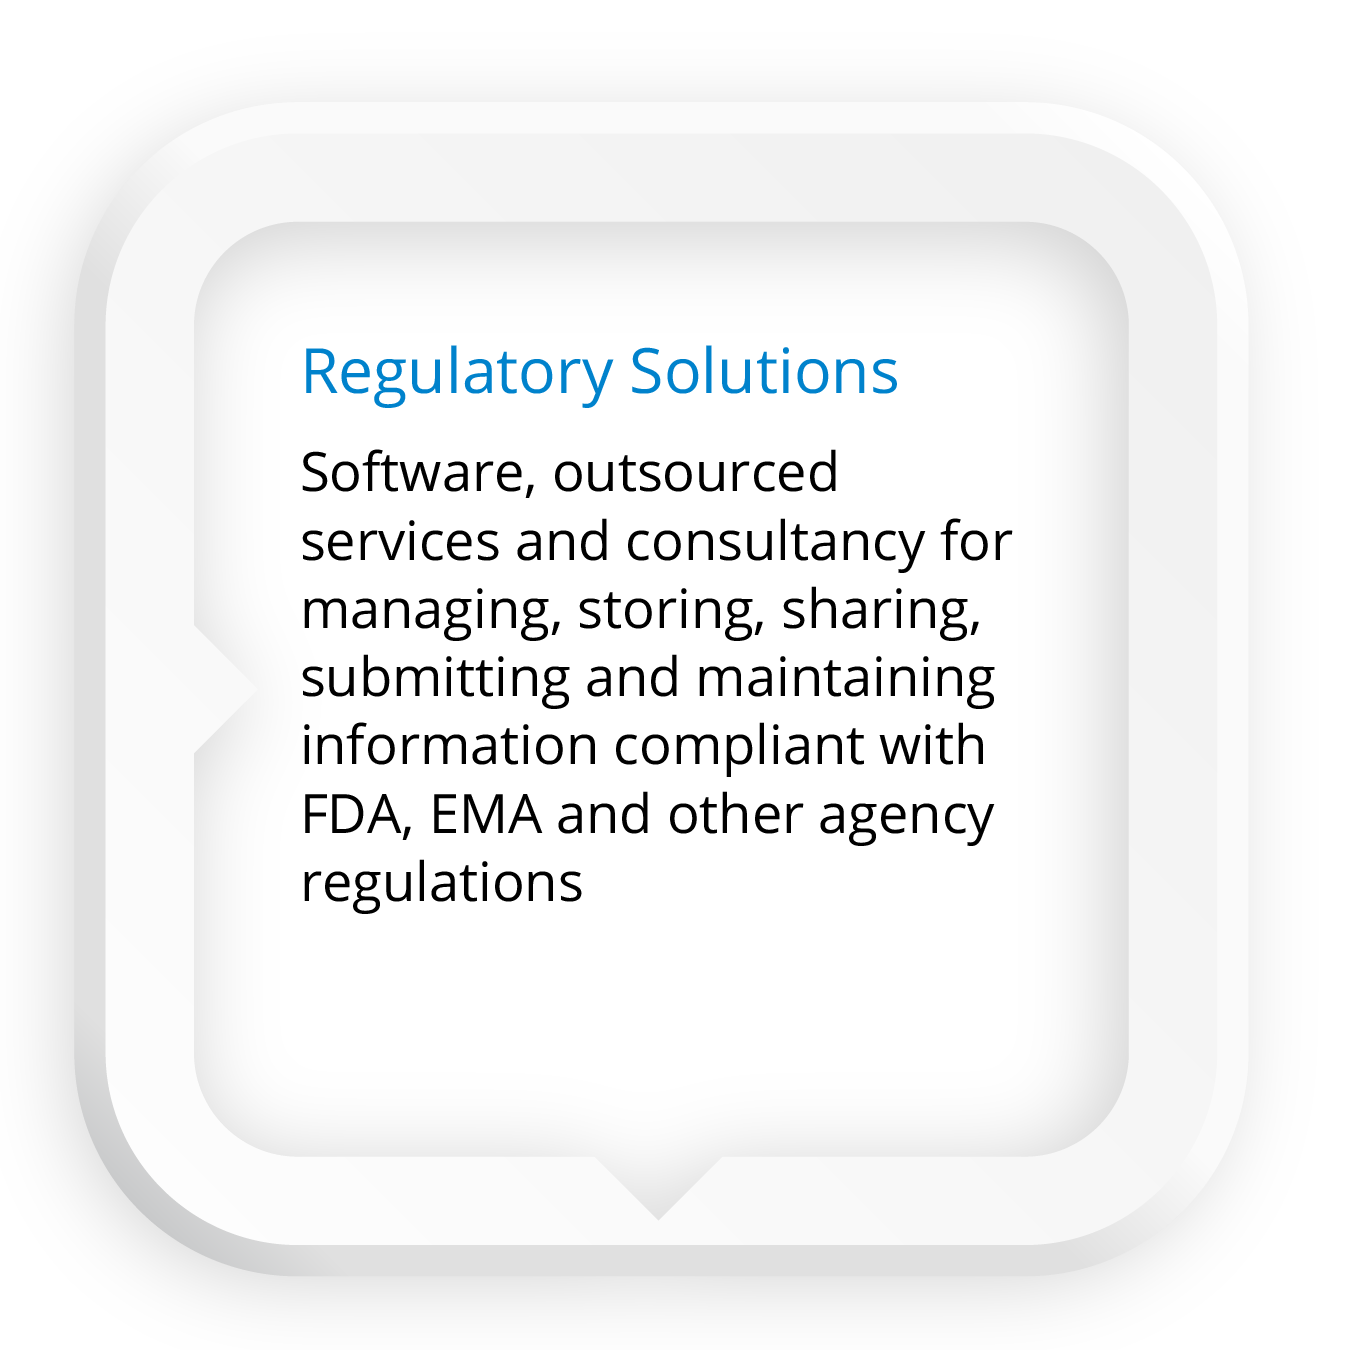 Regulatory Solutions
Software, outsourced
services and consultancy for
managing, storing, sharing,
submitting and maintaining
information compliant with
FDA, EMA and other agency
regulations